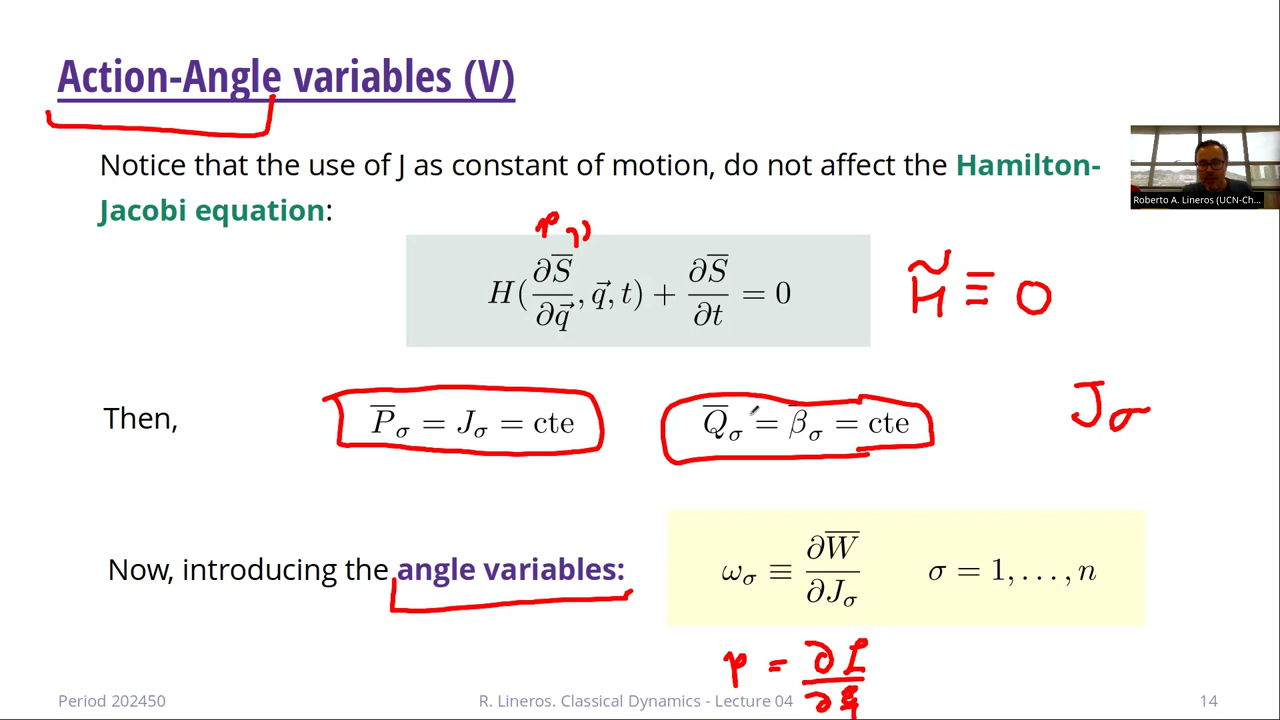 Action-Angle variables (V)
Notice that the use of J as constant of motion, do not affect the Hamilton-
Jacobi equation:
p, )
H(∂S̅/∂q⃗, q⃗, t) + ∂S̅/∂t = 0
H̃ ≡ 0
Then,
P̅σ = Jσ = cte
Q̅σ = β̅σ = cte
Jσ
Now, introducing the angle variables:
ωσ ≡ ∂W̅/∂Jσ σ = 1, . . . , n
p = ∂L/∂q̇
Period 202450
R. Lineros. Classical Dynamics - Lecture 04
14
Roberto A. Lineros (UCN-Ch...